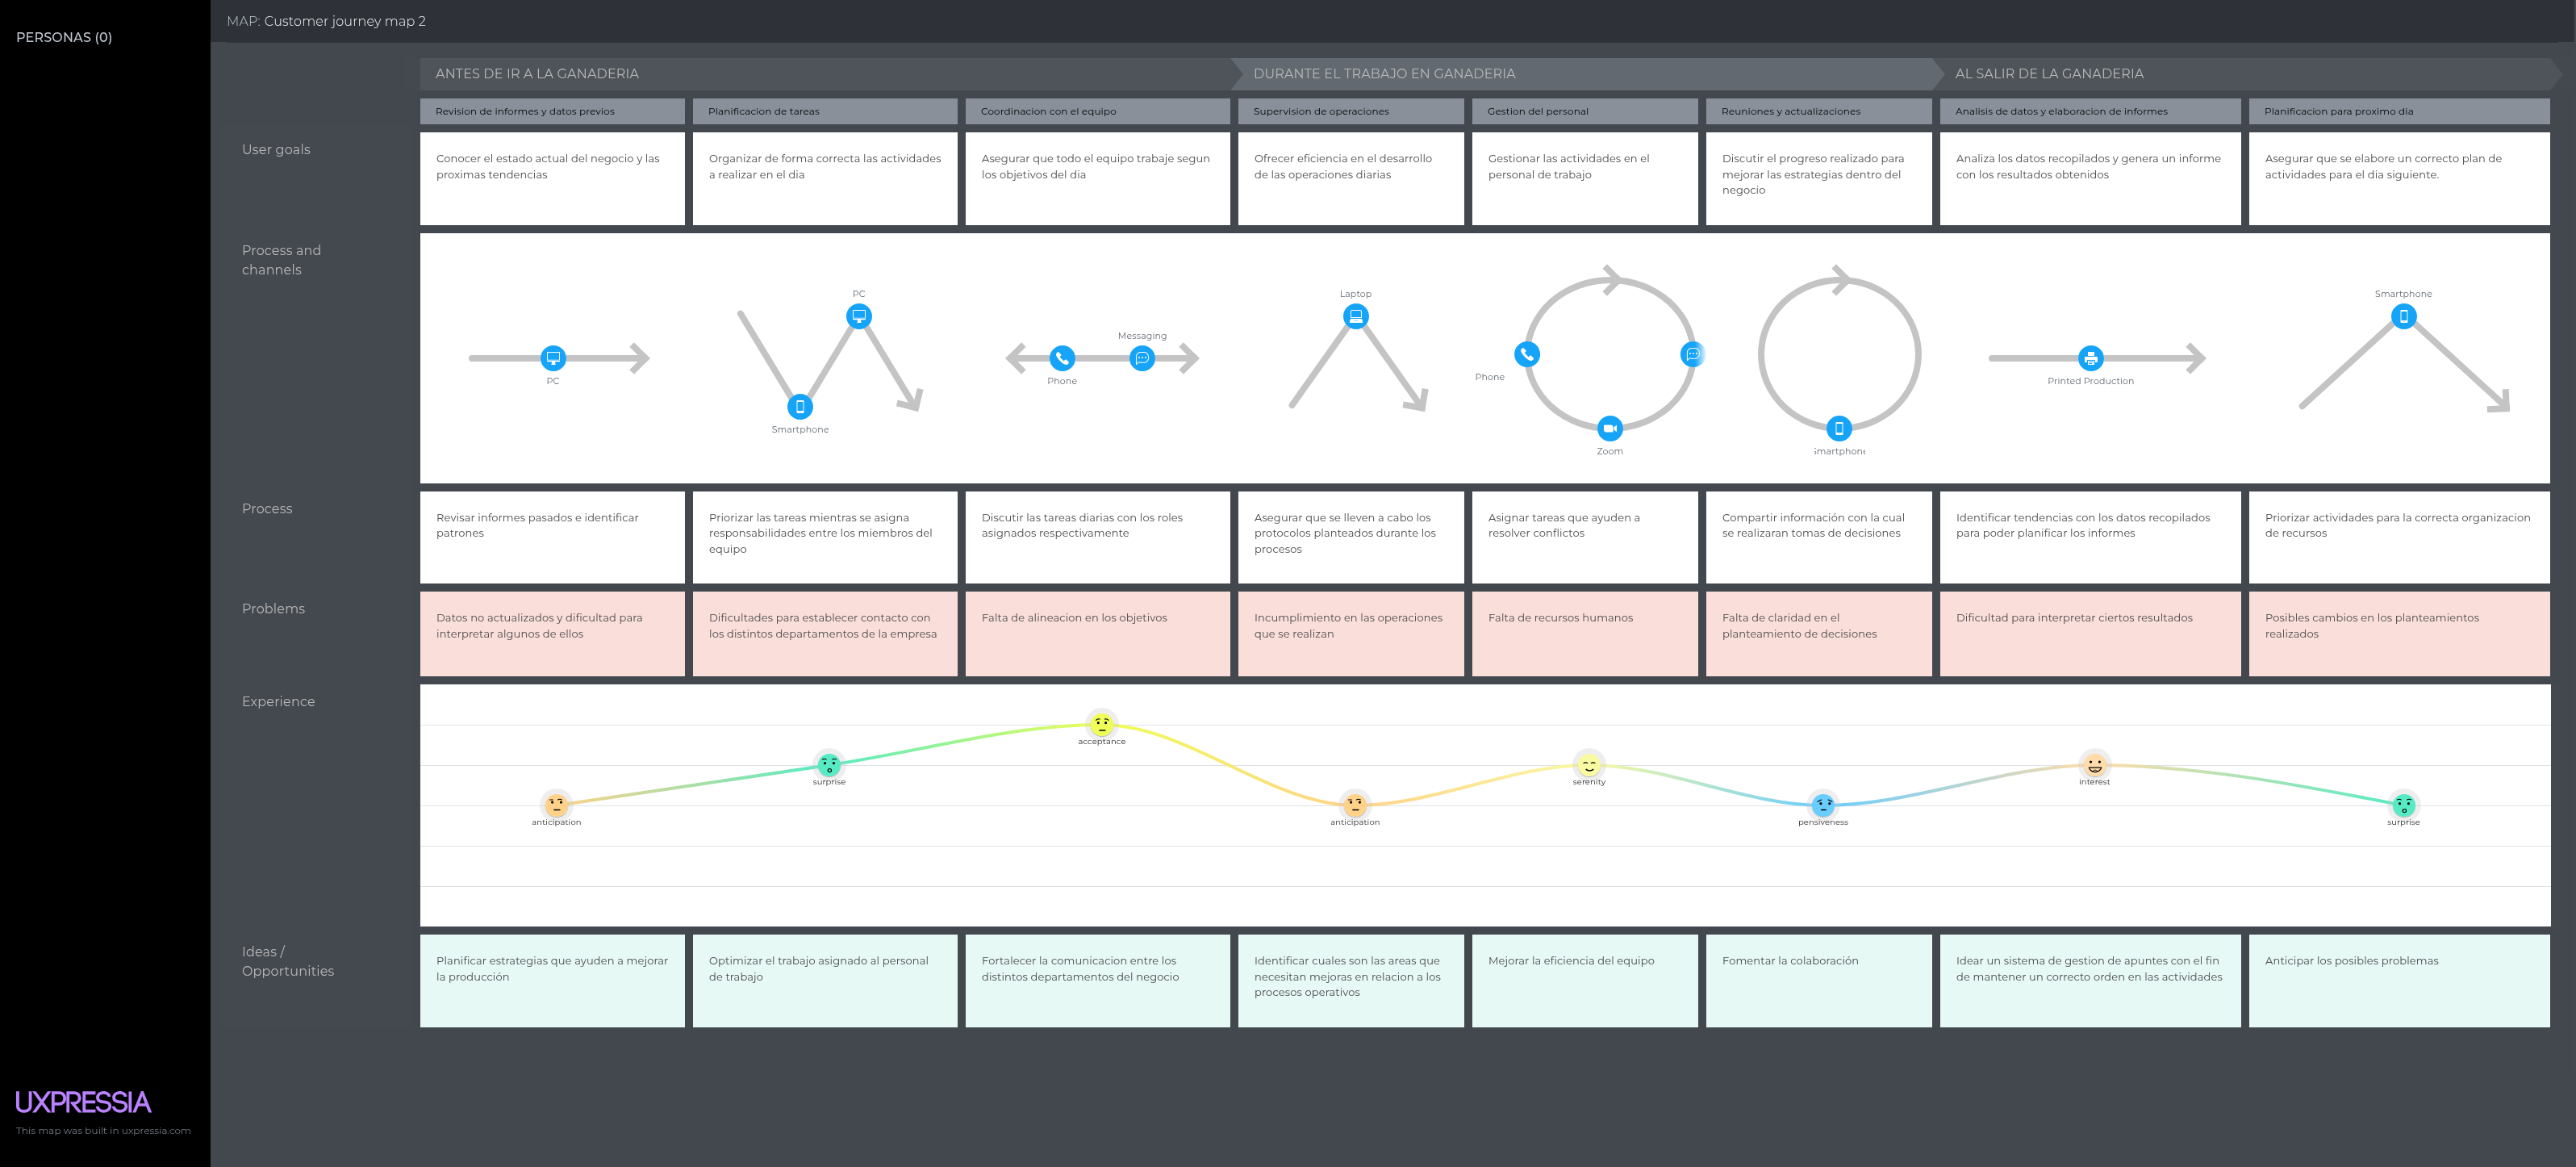 PERSONAS (0)
MAP: Customer journey map 2
ANTES DE IR A LA GANADERIA
DURANTE EL TRABAJO EN GANADERIA
AL SALIR DE LA GANADERIA
Revision de informes y datos previos
Planificacion de tareas
Coordinacion con el equipo
Supervision de operaciones
Gestion del personal
Reuniones y actualizaciones
Analisis de datos y elaboracion de informes
Planificacion para proximo dia
User goals
Conocer el estado actual del negocio y las
proximas tendencias
Organizar de forma correcta las actividades
a realizar en el dia
Asegurar que todo el equipo trabaje segun
los objetivos del dia
Ofrecer eficiencia en el desarrollo
de las operaciones diarias
Gestionar las actividades en el
personal de trabajo
Discutir el progreso realizado para
mejorar las estrategias dentro del
negocio
Analiza los datos recopilados y genera un informe
con los resultados obtenidos
Asegurar que se elabore un correcto plan de
actividades para el dia siguiente.
Process and
channels
PC
PC
Smartphone
Phone
Messaging
Laptop
Phone
Zoom
Smartphone
Printed Production
Smartphone
Process
Revisar informes pasados e identificar
patrones
Priorizar las tareas mientras se asigna
responsabilidades entre los miembros del
equipo
Discutir las tareas diarias con los roles
asignados respectivamente
Asegurar que se lleven a cabo los
protocolos planteados durante los
procesos
Asignar tareas que ayuden a
resolver conflictos
Compartir información con la cual
se realizaran tomas de decisiones
Identificar tendencias con los datos recopilados
para poder planificar los informes
Priorizar actividades para la correcta organizacion
de recursos
Problems
Datos no actualizados y dificultad para
interpretar algunos de ellos
Dificultades para establecer contacto con
los distintos departamentos de la empresa
Falta de alineacion en los objetivos
Incumplimiento en las operaciones
que se realizan
Falta de recursos humanos
Falta de claridad en el
planteamiento de decisiones
Dificultad para interpretar ciertos resultados
Posibles cambios en los planteamientos
realizados
Experience
anticipation
surprise
acceptance
anticipation
serenity
pensiveness
interest
surprise
Ideas /
Opportunities
Planificar estrategias que ayuden a mejorar
la producción
Optimizar el trabajo asignado al personal
de trabajo
Fortalecer la comunicacion entre los
distintos departamentos del negocio
Identificar cuales son las areas que
necesitan mejoras en relacion a los
procesos operativos
Mejorar la eficiencia del equipo
Fomentar la colaboración
Idear un sistema de gestion de apuntes con el fin
de mantener un correcto orden en las actividades
Anticipar los posibles problemas
UXPRESSIA
This map was built in uxpressia.com